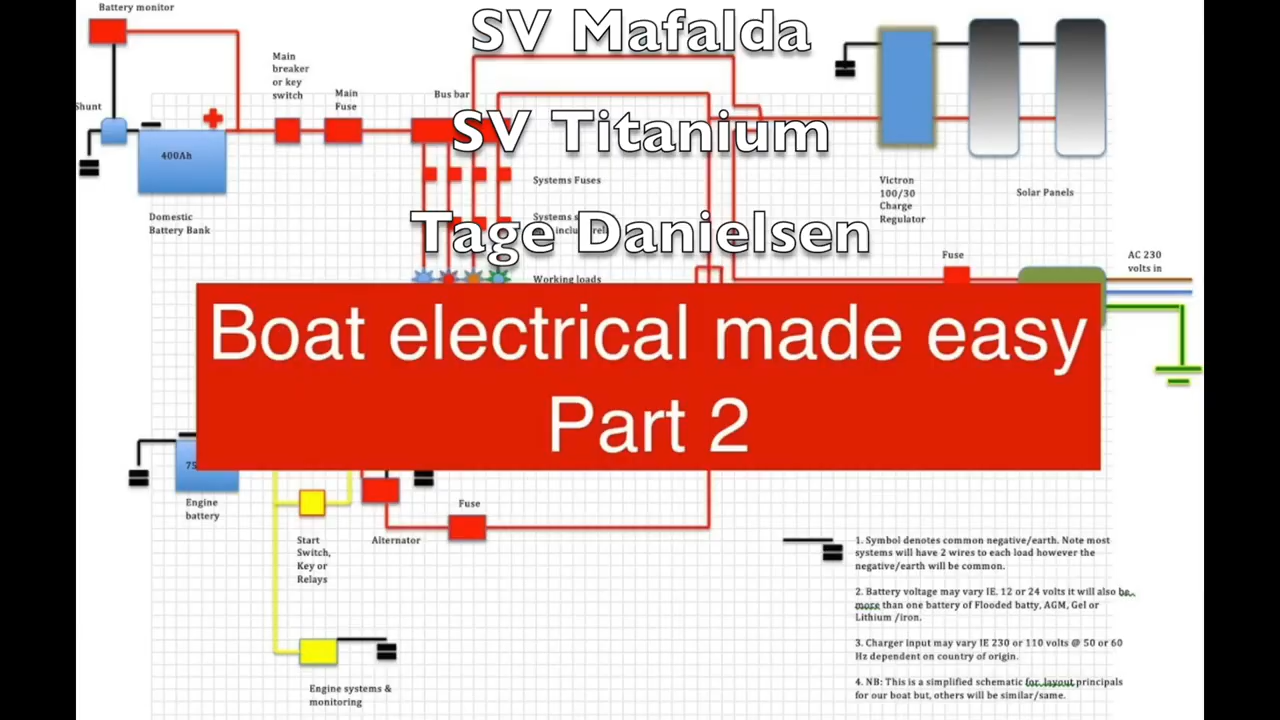 Battery monitor
SV Mafalda
Main
breaker
or key
switch
Main
Fuse
Bus bar
Shunt
SV Titanium
400Ah
Systems Fuses
Victron
100/30
Charge
Regulator
Solar Panels
Domestic
Battery Bank
Systems
Tage Danielsen
Working loads
Fuse
AC 230
volts in
Boat electrical made easy
Part 2
Engine
battery
Fuse
Start
Switch,
Key or
Relays
Alternator
Engine systems &
monitoring
1. Symbol denotes common negative/earth. Note most
systems will have 2 wires to each load however the
negative/earth will be common.
2. Battery voltage may vary IE. 12 or 24 volts it will also be
more than one battery of Flooded batty, AGM, Gel or
Lithium /iron.
3. Charger input may vary IE 230 or 110 volts @ 50 or 60
Hz dependent on country of origin.
4. NB: This is a simplified schematic for layout principals
for our boat but, others will be similar/same.